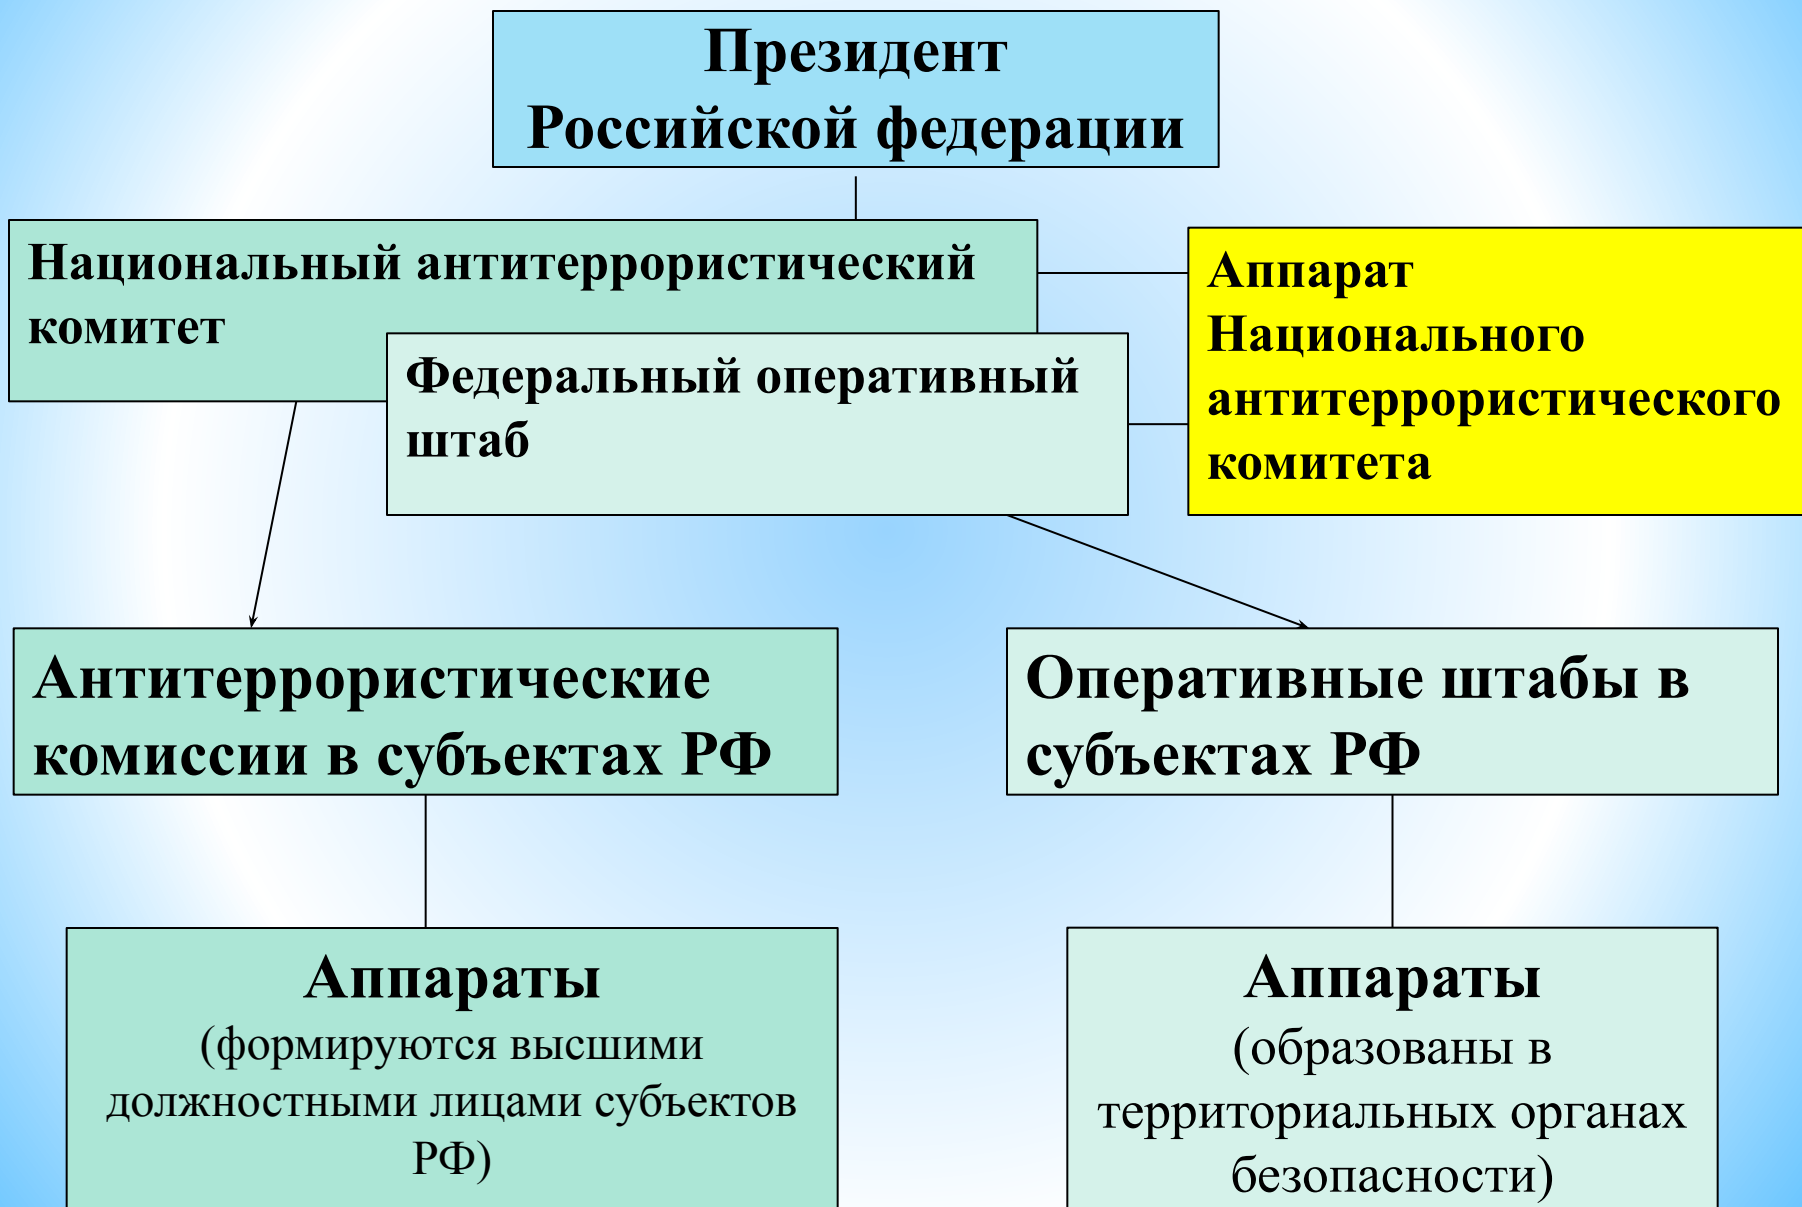 Президент
Российской федерации
Национальный антитеррористический
комитет
Федеральный оперативный
штаб
Аппарат
Национального
антитеррористического
комитета
Антитеррористические
комиссии в субъектах РФ
Оперативные штабы в
субъектах РФ
Аппараты
(формируются высшими
должностными лицами субъектов
РФ)
Аппараты
(образованы в
территориальных органах
безопасности)